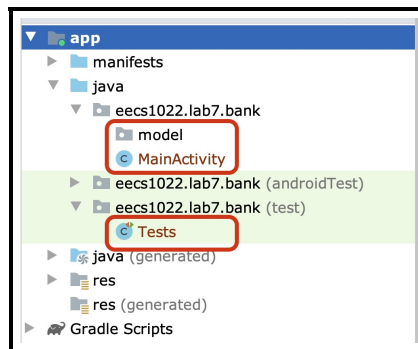 app
manifests
java
eecs1022.lab7.bank
model
C MainActivity
eecs1022.lab7.bank (androidTest)
eecs1022.lab7.bank (test)
C Tests
java (generated)
res
res (generated)
Gradle Scripts